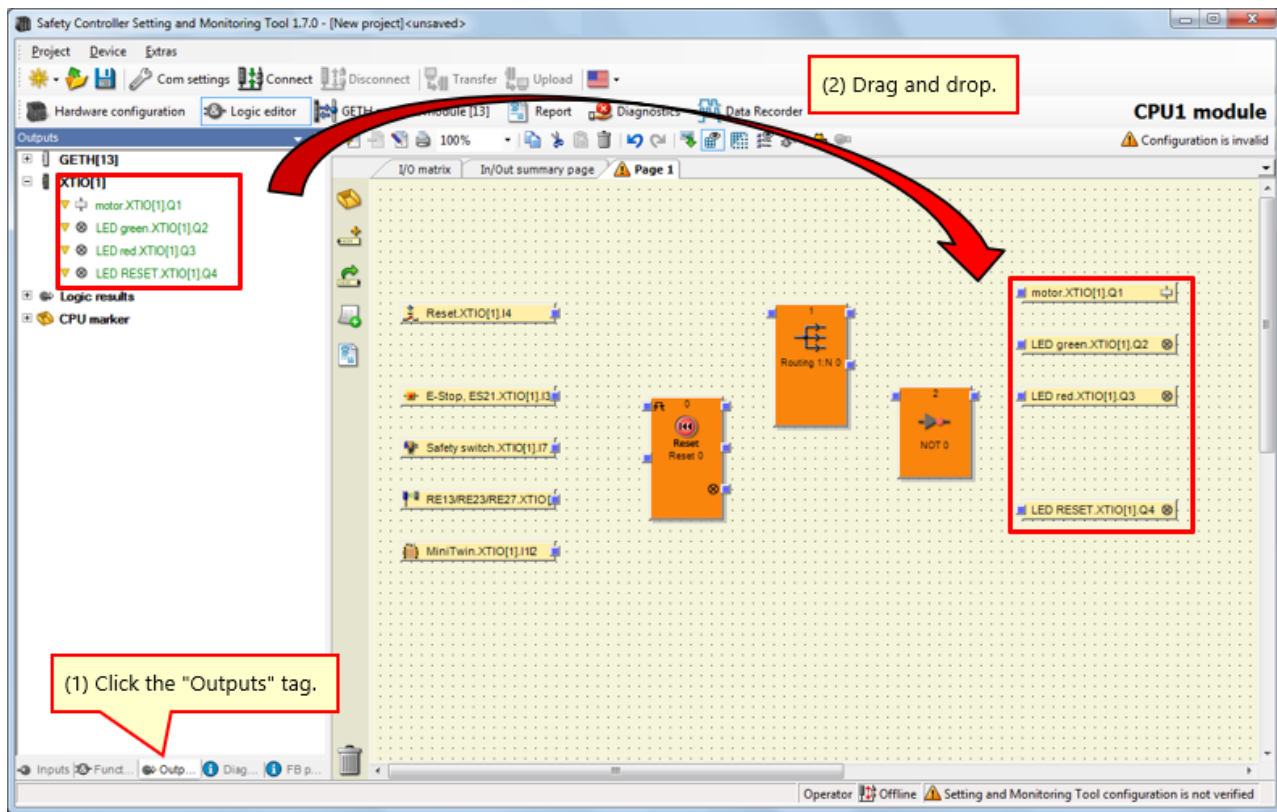 Safety Controller Setting and Monitoring Tool 1.7.0 - [New project]<unsaved>
Project Device Extras
Com settings Connect Disconnect Transfer Upload
(2) Drag and drop.
Hardware configuration Logic editor GETH module [13] Report Diagnostics Data Recorder CPU1 module
Outputs
100%
Configuration is invalid
GETH[13]
XTIO[1]
motor.XTIO[1].Q1
LED green.XTIO[1].Q2
LED red.XTIO[1].Q3
LED RESET.XTIO[1].Q4
Logic results
CPU marker
I/O matrix In/Out summary page Page 1
Reset.XTIO[1].I4
E-Stop, ES21.XTIO[1].I3
Safety switch.XTIO[1].I7
RE13/RE23/RE27.XTIO[
MiniTwin.XTIO[1].I1I2
0
Reset
Reset 0
1
Routing 1:N 0
2
NOT 0
motor.XTIO[1].Q1
LED green.XTIO[1].Q2
LED red.XTIO[1].Q3
LED RESET.XTIO[1].Q4
(1) Click the "Outputs" tag.
Inputs Funct... Outp... Diag... FB p...
Operator Offline Setting and Monitoring Tool configuration is not verified